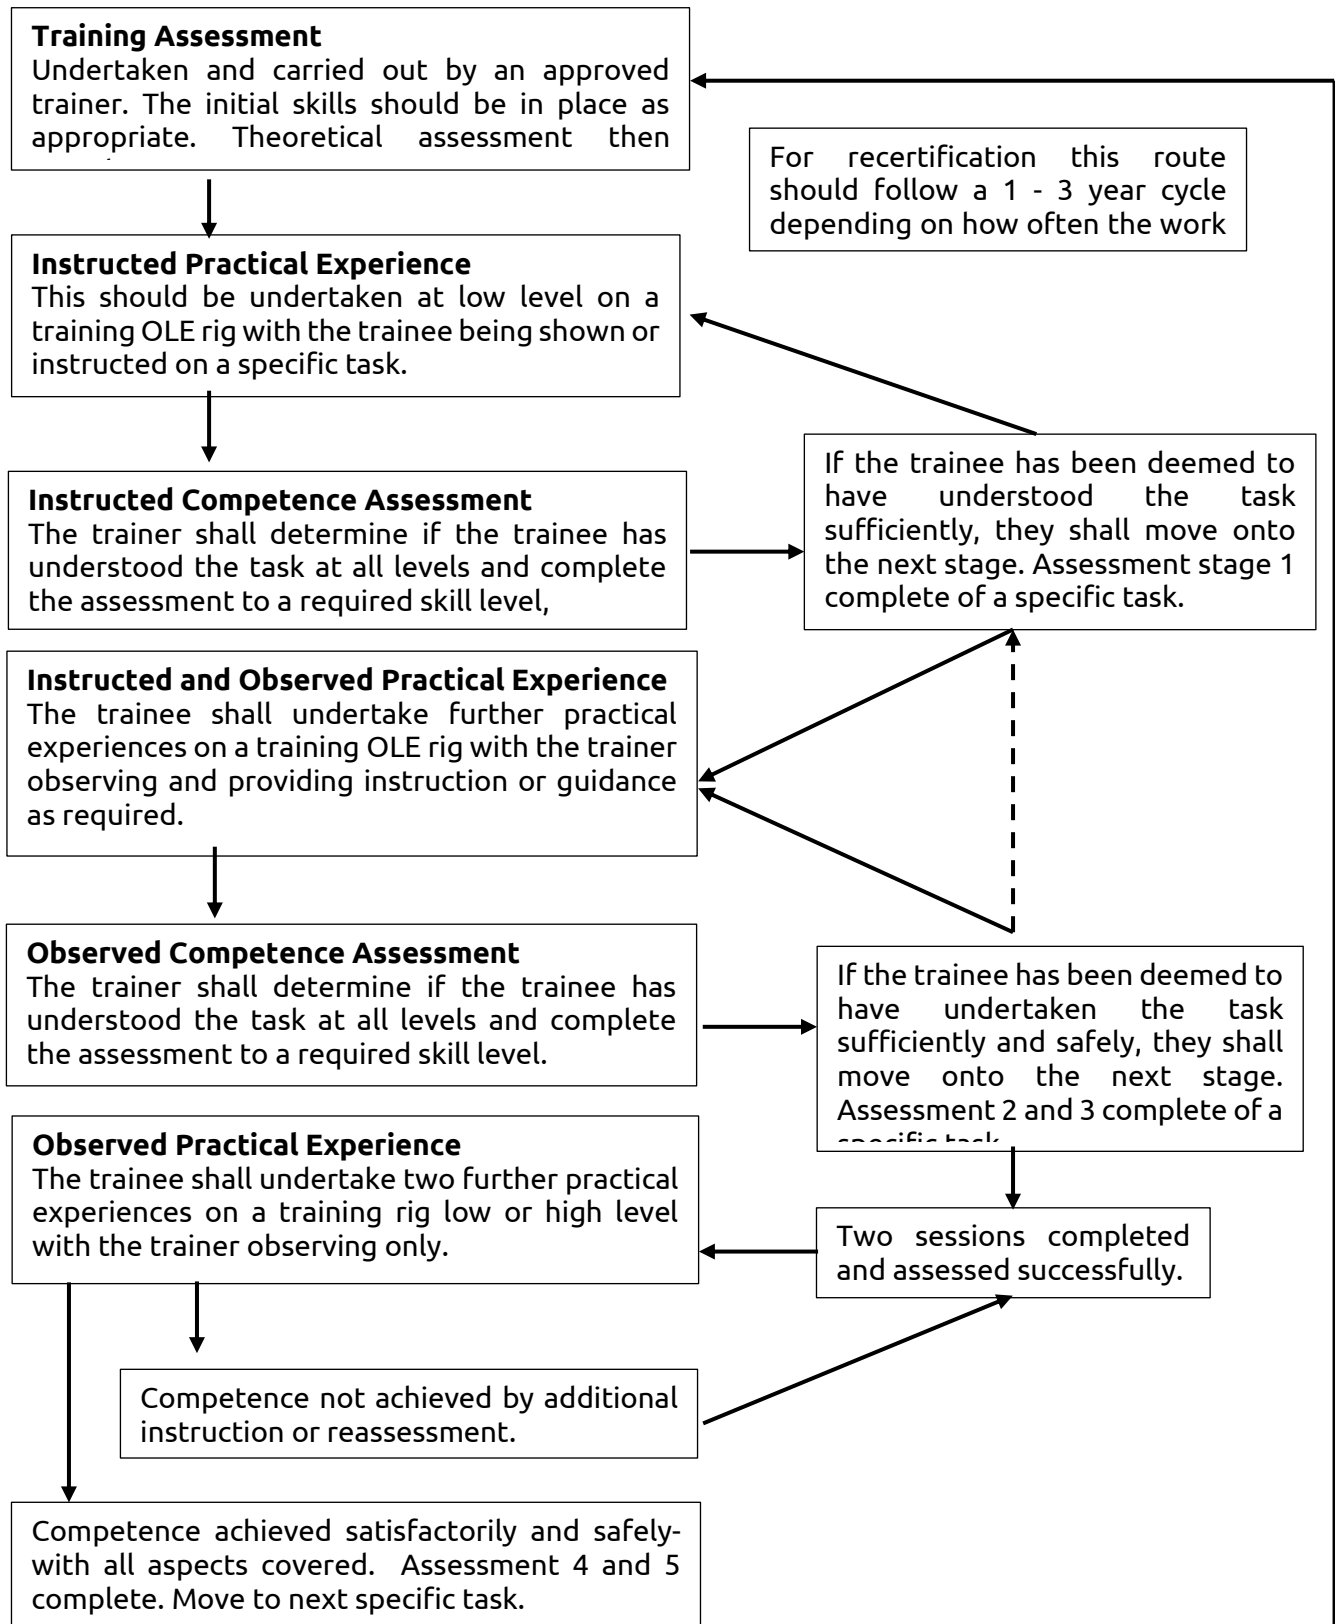 Training Assessment
Undertaken and carried out by an approved
trainer. The initial skills should be in place as
appropriate. Theoretical assessment then
For recertification this route
should follow a 1 - 3 year cycle
depending on how often the work
Instructed Practical Experience
This should be undertaken at low level on a
training OLE rig with the trainee being shown or
instructed on a specific task.
If the trainee has been deemed to
have understood the task
sufficiently, they shall move onto
the next stage. Assessment stage 1
complete of a specific task.
Instructed Competence Assessment
The trainer shall determine if the trainee has
understood the task at all levels and complete
the assessment to a required skill level,
Instructed and Observed Practical Experience
The trainee shall undertake further practical
experiences on a training OLE rig with the trainer
observing and providing instruction or guidance
as required.
Observed Competence Assessment
The trainer shall determine if the trainee has
understood the task at all levels and complete
the assessment to a required skill level.
If the trainee has been deemed to
have undertaken the task
sufficiently and safely, they shall
move onto the next stage.
Assessment 2 and 3 complete of a
specific task
Observed Practical Experience
The trainee shall undertake two further practical
experiences on a training rig low or high level
with the trainer observing only.
Two sessions completed
and assessed successfully.
Competence not achieved by additional
instruction or reassessment.
Competence achieved satisfactorily and safely-
with all aspects covered. Assessment 4 and 5
complete. Move to next specific task.